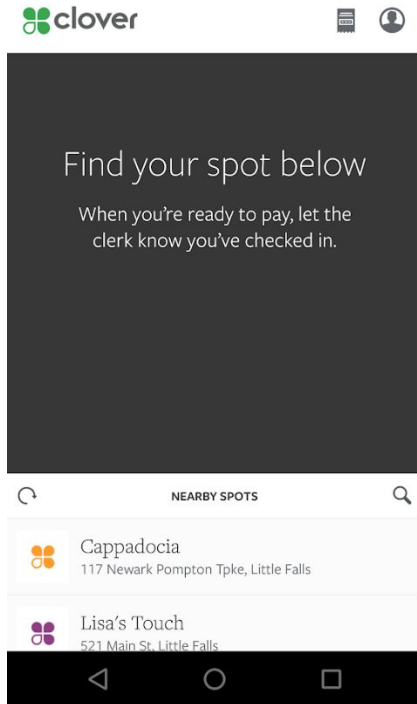 clover
Find your spot below
When you’re ready to pay, let the
clerk know you’ve checked in.
NEARBY SPOTS
Cappadocia
117 Newark Pompton Tpke, Little Falls
Lisa's Touch
521 Main St, Little Falls